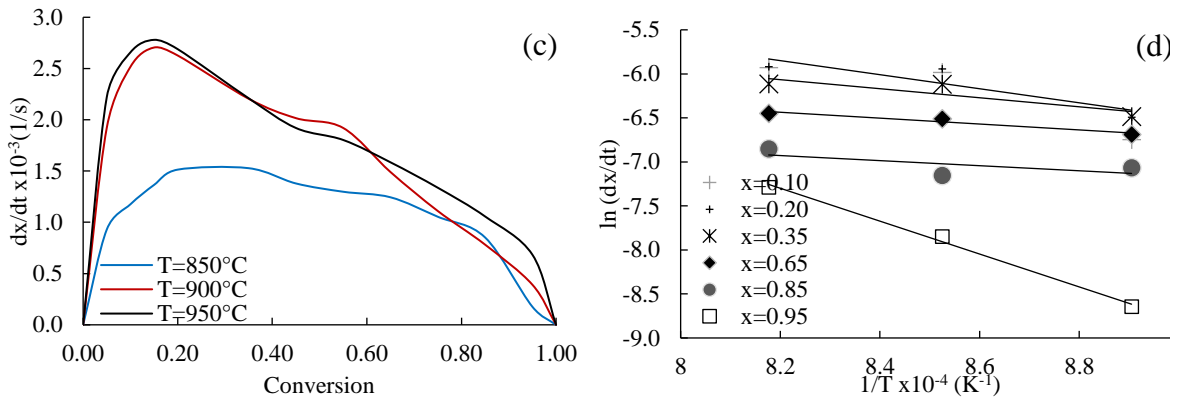 dx/dt x10⁻³(1/s)
3.0
2.5
2.0
1.5
1.0
0.5
0.0
(c)
T=850°C
T=900°C
T=950°C
0.00
0.20
0.40
0.60
0.80
1.00
Conversion
ln (dx/dt)
-5.5
-6.0
-6.5
-7.0
-7.5
-8.0
-8.5
-9.0
(d)
x=0.10
x=0.20
x=0.35
x=0.65
x=0.85
x=0.95
8
8.2
8.4
8.6
8.8
1/T x10⁻⁴ (K⁻¹)